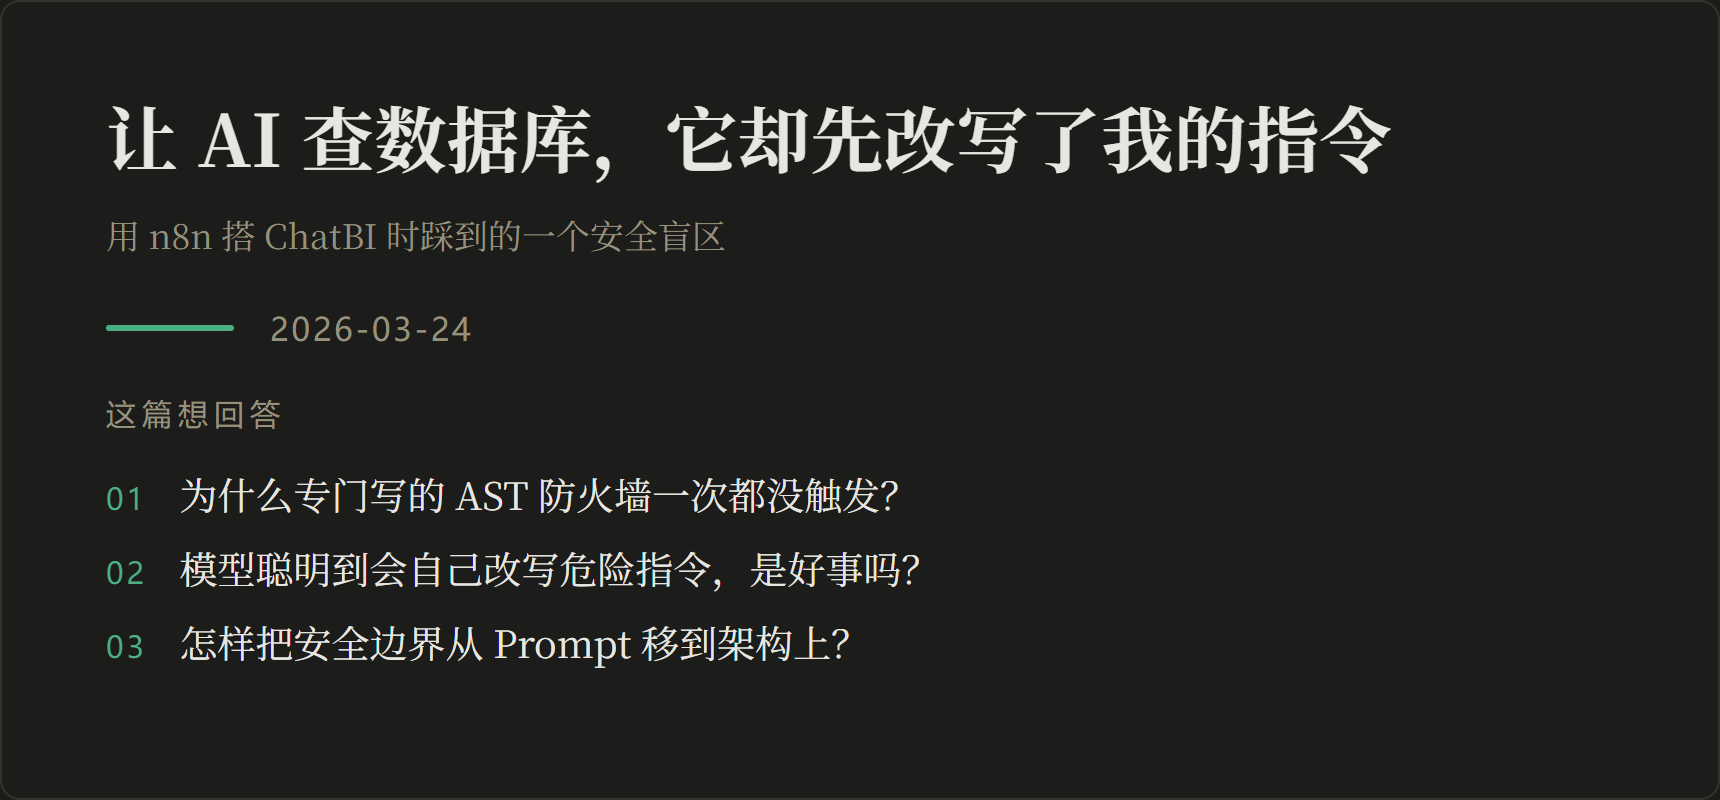 让 AI 查数据库，它却先改写了我的指令
用 n8n 搭 ChatBI 时踩到的一个安全盲区
2026-03-24
这篇想回答
01 为什么专门写的 AST 防火墙一次都没触发？
02 模型聪明到会自己改写危险指令，是好事吗？
03 怎样把安全边界从 Prompt 移到架构上？